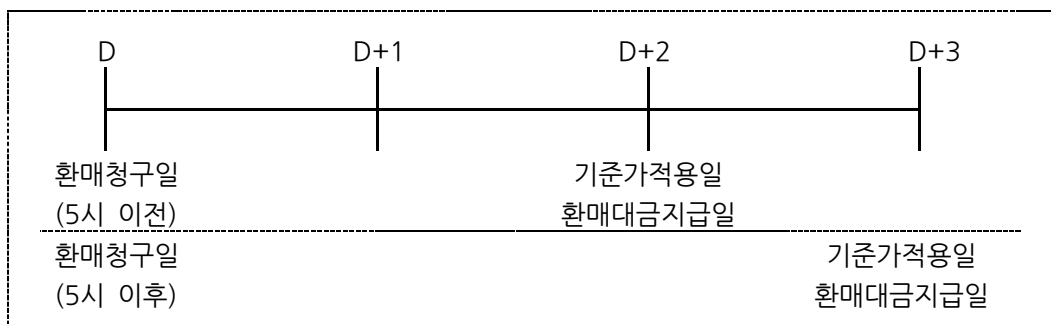 D D+1 D+2 D+3
환매청구일 기준가적용일
(5시 이전) 환매대금지급일
환매청구일 기준가적용일
(5시 이후) 환매대금지급일